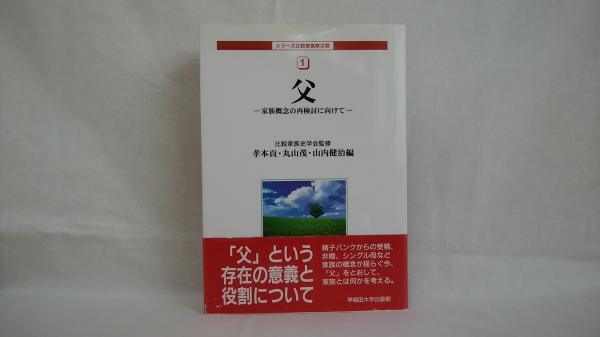 シリーズ比較家族第Ⅲ期
1
父
―家族概念の再検討に向けて―
比較家族史学会監修
孝本貢・丸山茂・山内健治編
「父」という
存在の意義と
役割について
精子バンクからの受精、
非婚、シングル母など
家族の概念が揺らぐ今、
「父」をとおして、
家族とは何かを考える。
早稲田大学出版部